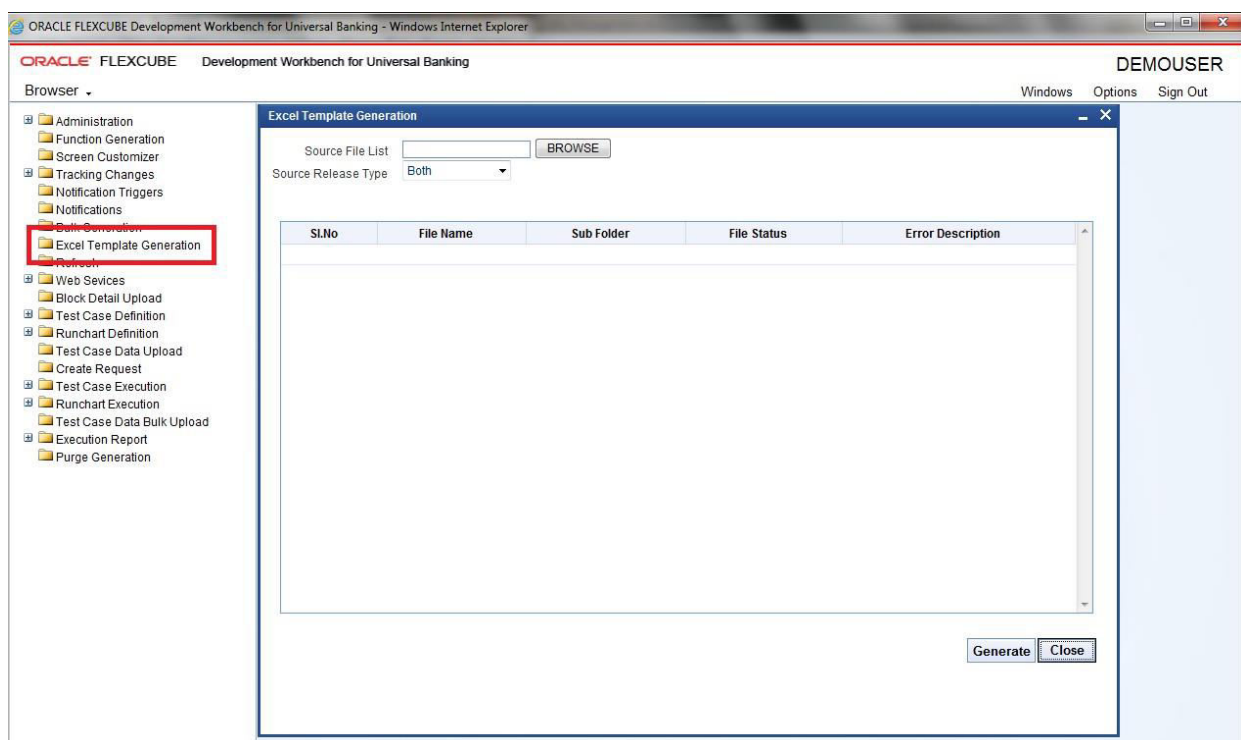 ORACLE FLEXCUBE Development Workbench for Universal Banking - Windows Internet Explorer
ORACLE FLEXCUBE Development Workbench for Universal Banking
DEMOUSER
Browser
Windows Options Sign Out
Administration
Function Generation
Screen Customizer
Tracking Changes
Notification Triggers
Notifications
Bulk Generation
Excel Template Generation
Refresh
Web Sevices
Block Detail Upload
Test Case Definition
Runchart Definition
Test Case Data Upload
Create Request
Test Case Execution
Runchart Execution
Test Case Data Bulk Upload
Execution Report
Purge Generation
Excel Template Generation
Source File List BROWSE
Source Release Type Both
Sl.No File Name Sub Folder File Status Error Description
Generate Close